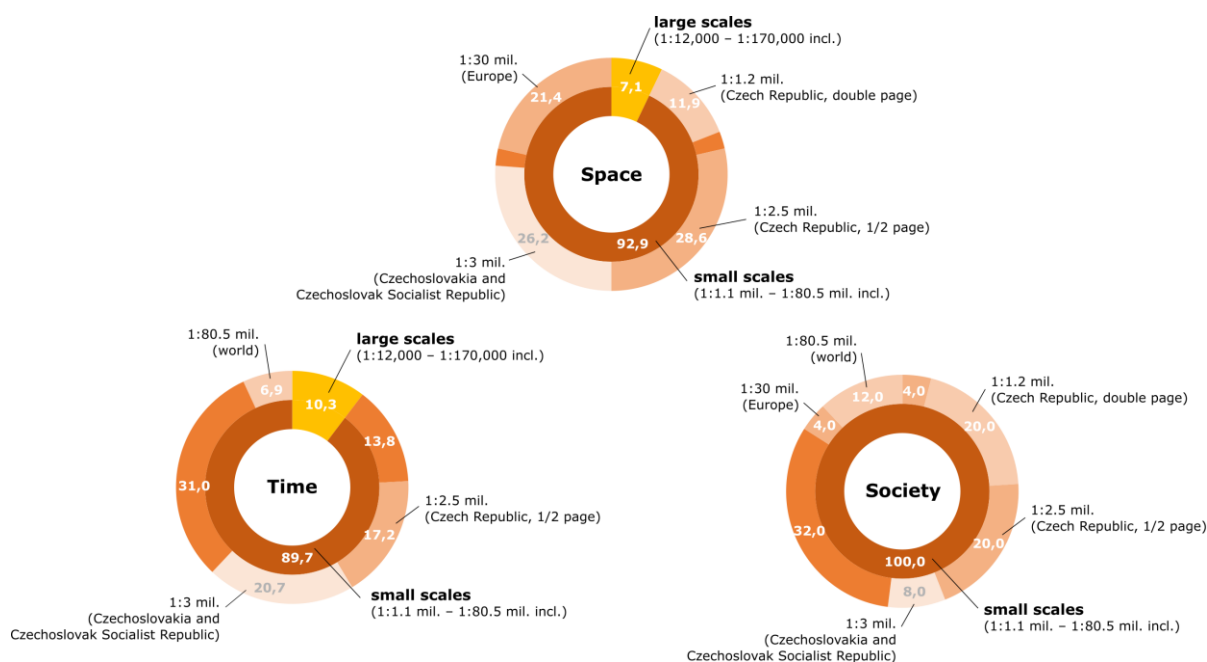 large scales
(1:12,000 – 1:170,000 incl.)
1:30 mil.
(Europe)
7,1
1:1.2 mil.
(Czech Republic, double page)
21,4
11,9
Space
1:2.5 mil.
(Czech Republic, 1/2 page)
26,2
92,9
28,6
1:3 mil.
(Czechoslovakia and
Czechoslovak Socialist Republic)
small scales
(1:1.1 mil. – 1:80.5 mil. incl.)
1:80.5 mil.
(world)
large scales
(1:12,000 – 1:170,000 incl.)
6,9
10,3
13,8
31,0
Time
1:2.5 mil.
(Czech Republic, 1/2 page)
17,2
89,7
20,7
small scales
(1:1.1 mil. – 1:80.5 mil. incl.)
1:3 mil.
(Czechoslovakia and
Czechoslovak Socialist Republic)
1:80.5 mil.
(world)
1:30 mil.
(Europe)
12,0
4,0
1:1.2 mil.
(Czech Republic, double page)
4,0
20,0
Society
1:2.5 mil.
(Czech Republic, 1/2 page)
32,0
20,0
100,0
8,0
small scales
(1:1.1 mil. – 1:80.5 mil. incl.)
1:3 mil.
(Czechoslovakia and
Czechoslovak Socialist Republic)